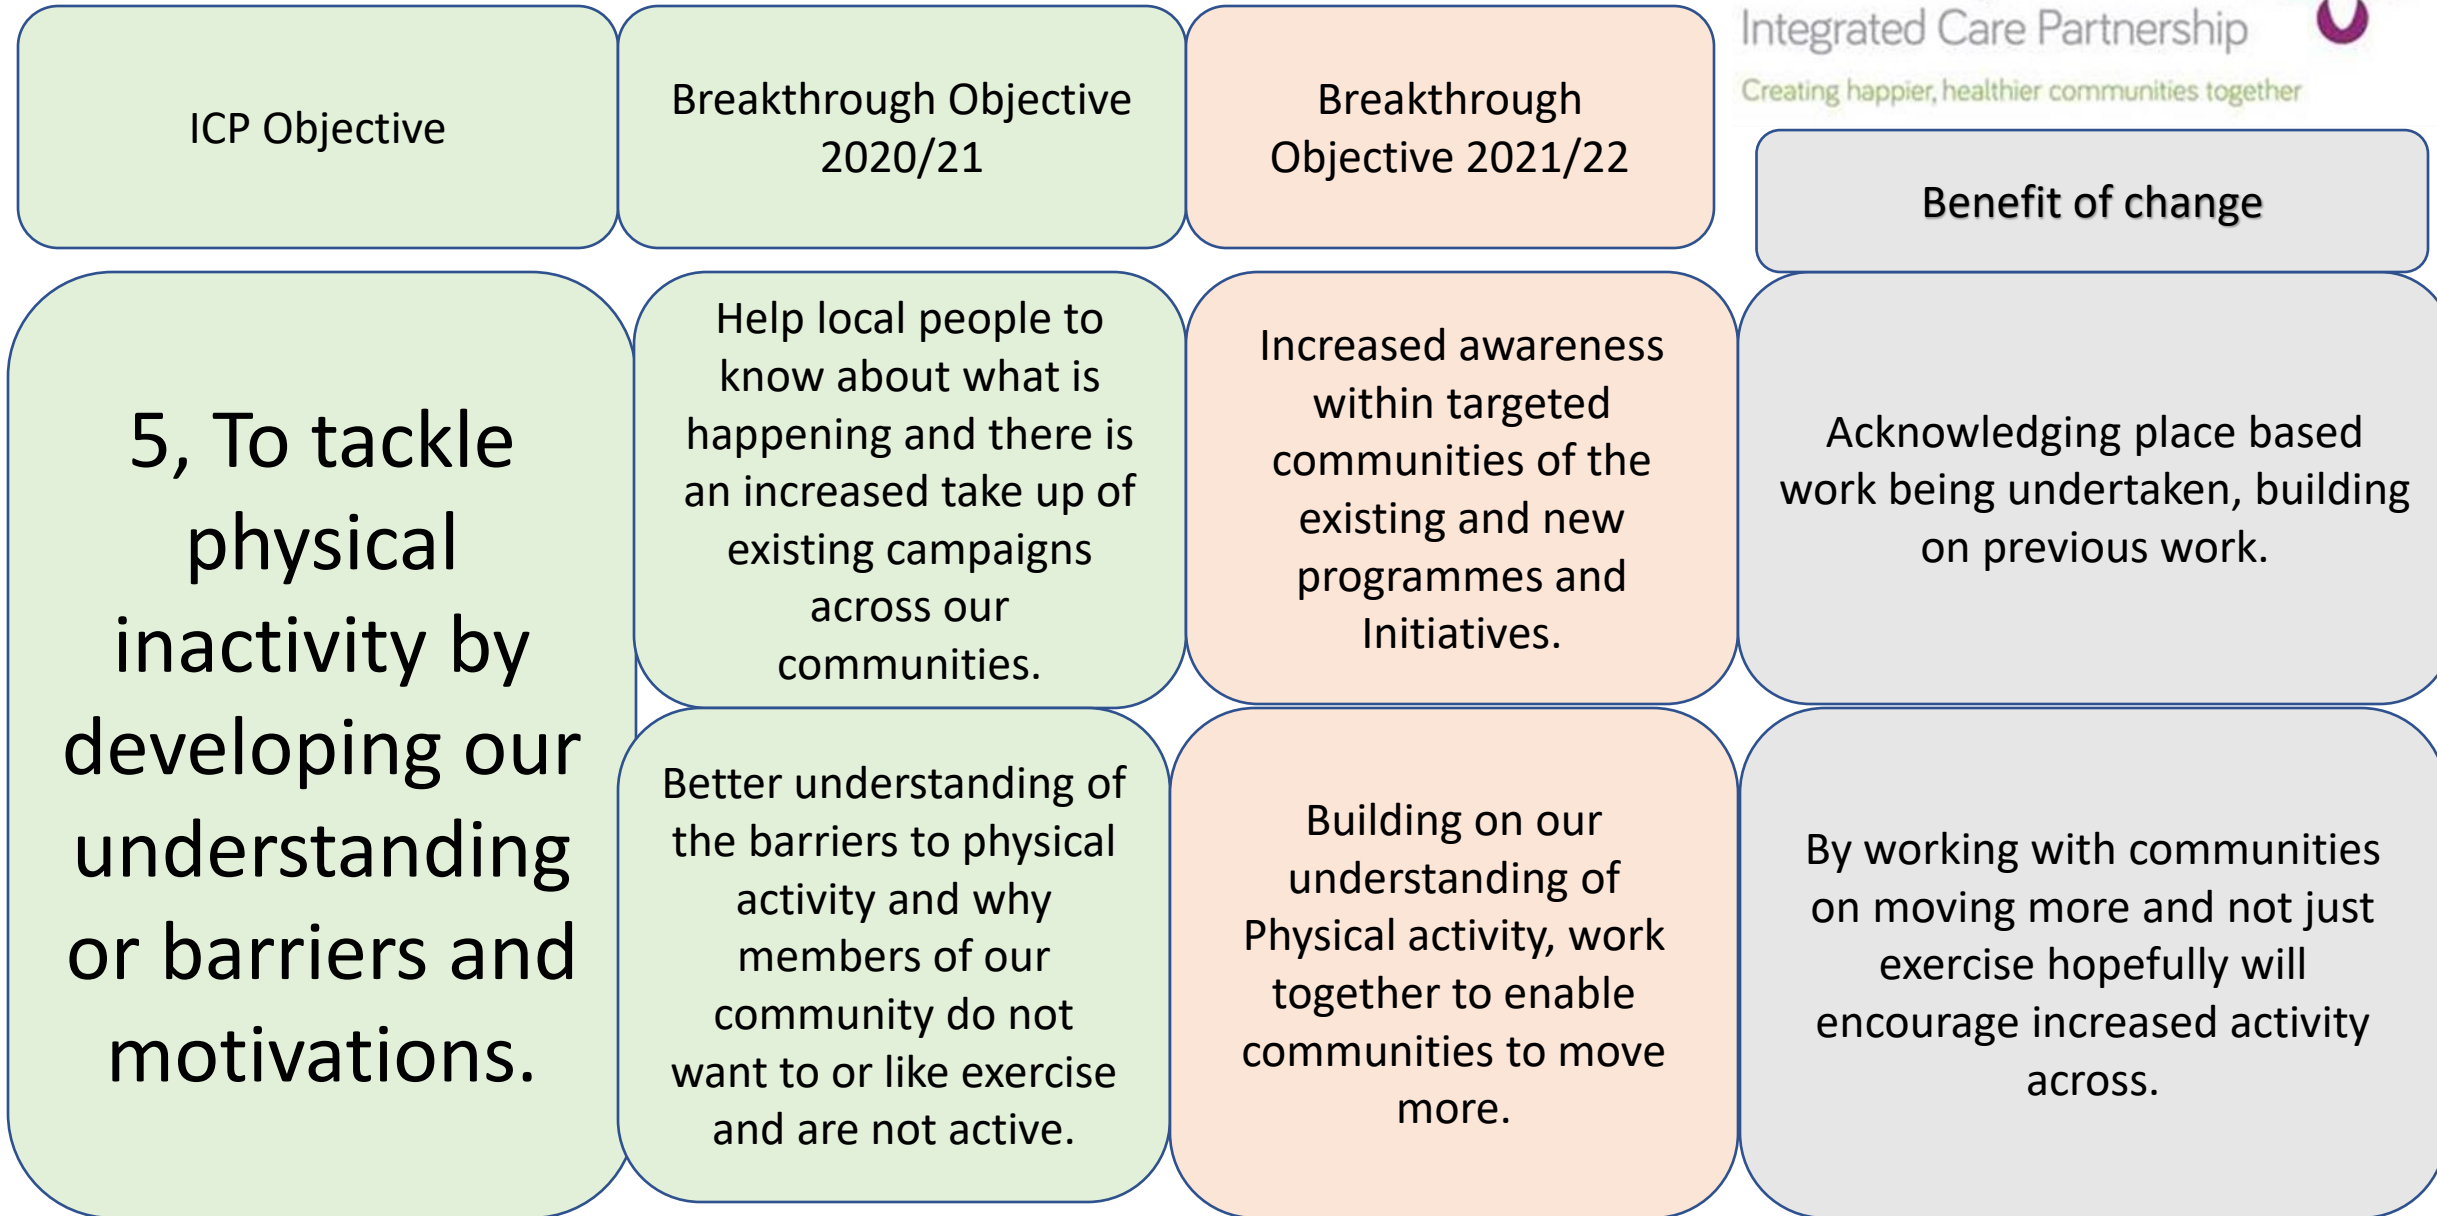 Integrated Care Partnership
Creating happier, healthier communities together
ICP Objective
Breakthrough Objective
2020/21
Breakthrough
Objective 2021/22
Benefit of change
5, To tackle
physical
inactivity by
developing our
understanding
or barriers and
motivations.
Help local people to
know about what is
happening and there is
an increased take up of
existing campaigns
across our
communities.
Increased awareness
within targeted
communities of the
existing and new
programmes and
Initiatives.
Acknowledging place based
work being undertaken, building
on previous work.
Better understanding of
the barriers to physical
activity and why
members of our
community do not
want to or like exercise
and are not active.
Building on our
understanding of
Physical activity, work
together to enable
communities to move
more.
By working with communities
on moving more and not just
exercise hopefully will
encourage increased activity
across.